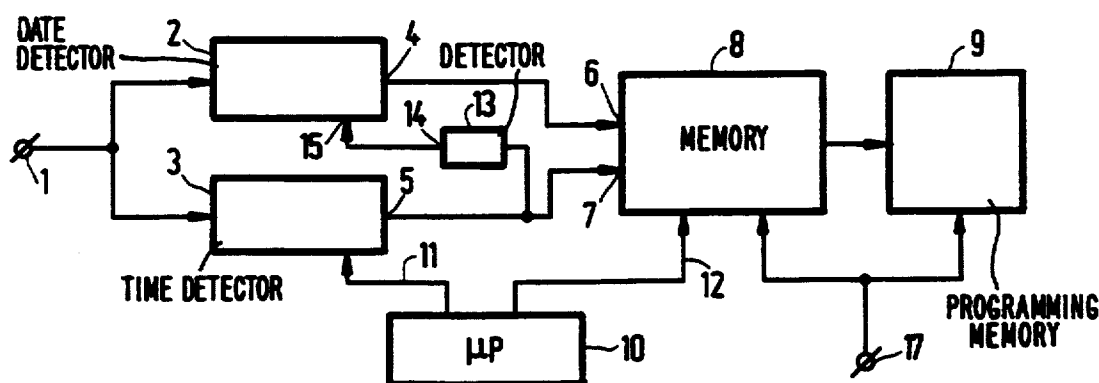 DATE
DETECTOR
2
4
DETECTOR
8
9
6
14
13
15
MEMORY
1
3
5
7
TIME DETECTOR
11
12
PROGRAMMING
MEMORY
µP
10
17